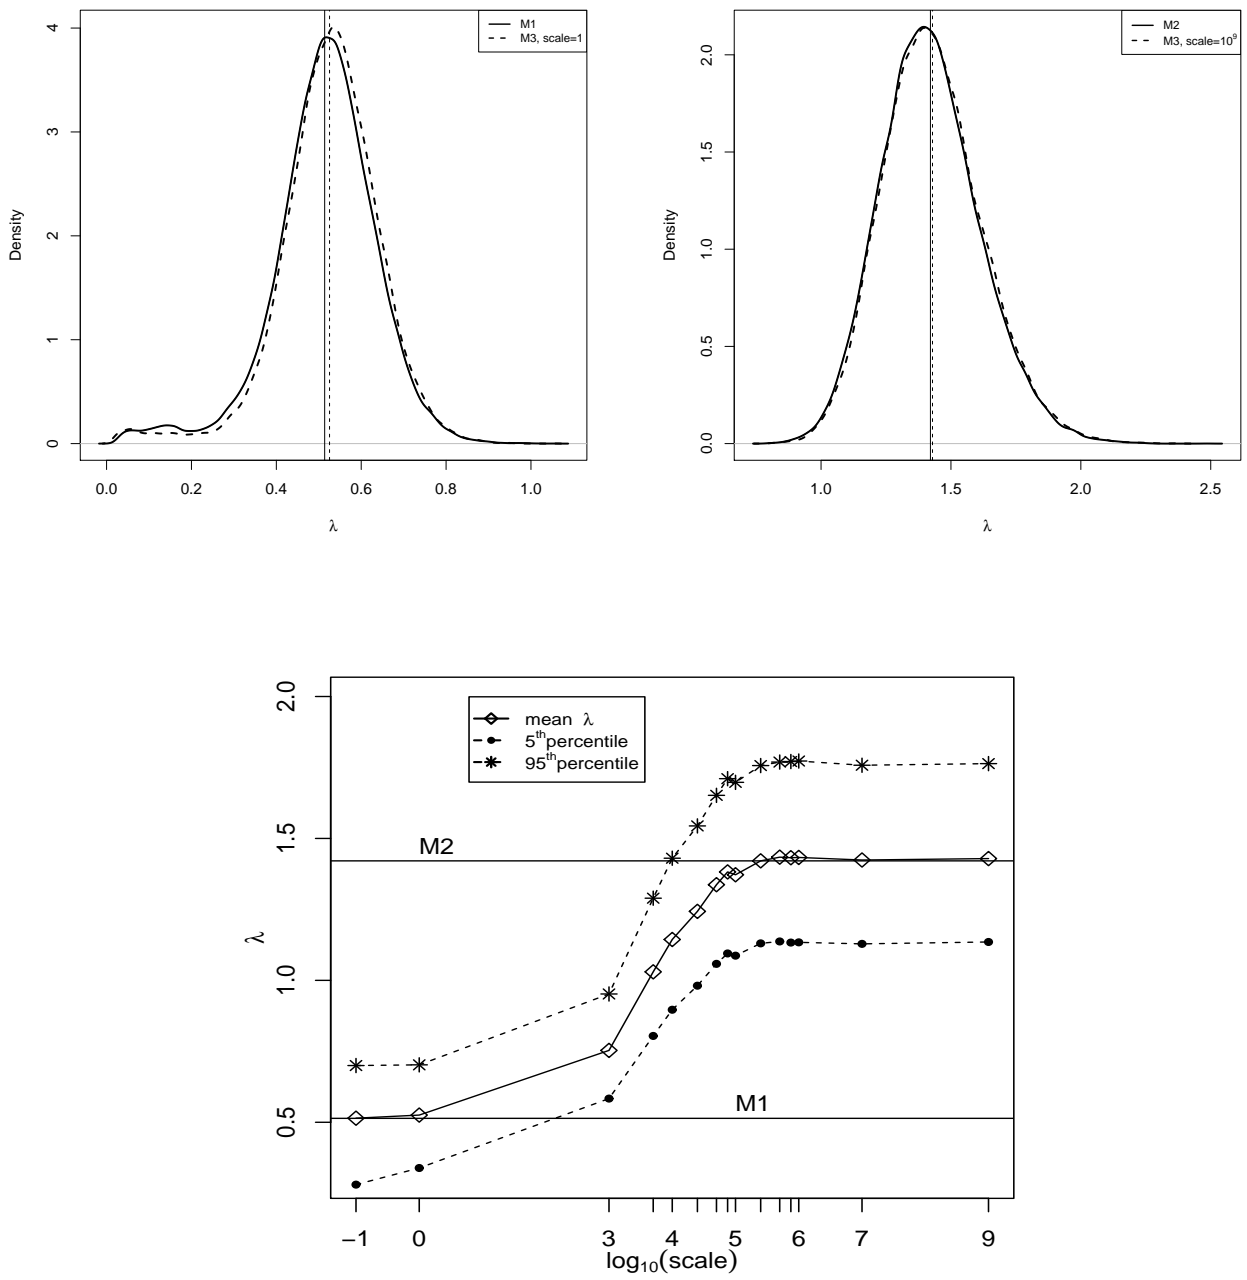 M1
M3, scale=1
Density
0 1 2 3 4
0.0 0.2 0.4 0.6 0.8 1.0
λ
M2
M3, scale=10⁹
Density
0.0 0.5 1.0 1.5 2.0
1.0 1.5 2.0 2.5
λ
mean λ
5ᵗʰpercentile
95ᵗʰpercentile
M2
M1
λ
0.5 1.0 1.5 2.0
−1 0 3 4 5 6 7 9
log₁₀(scale)